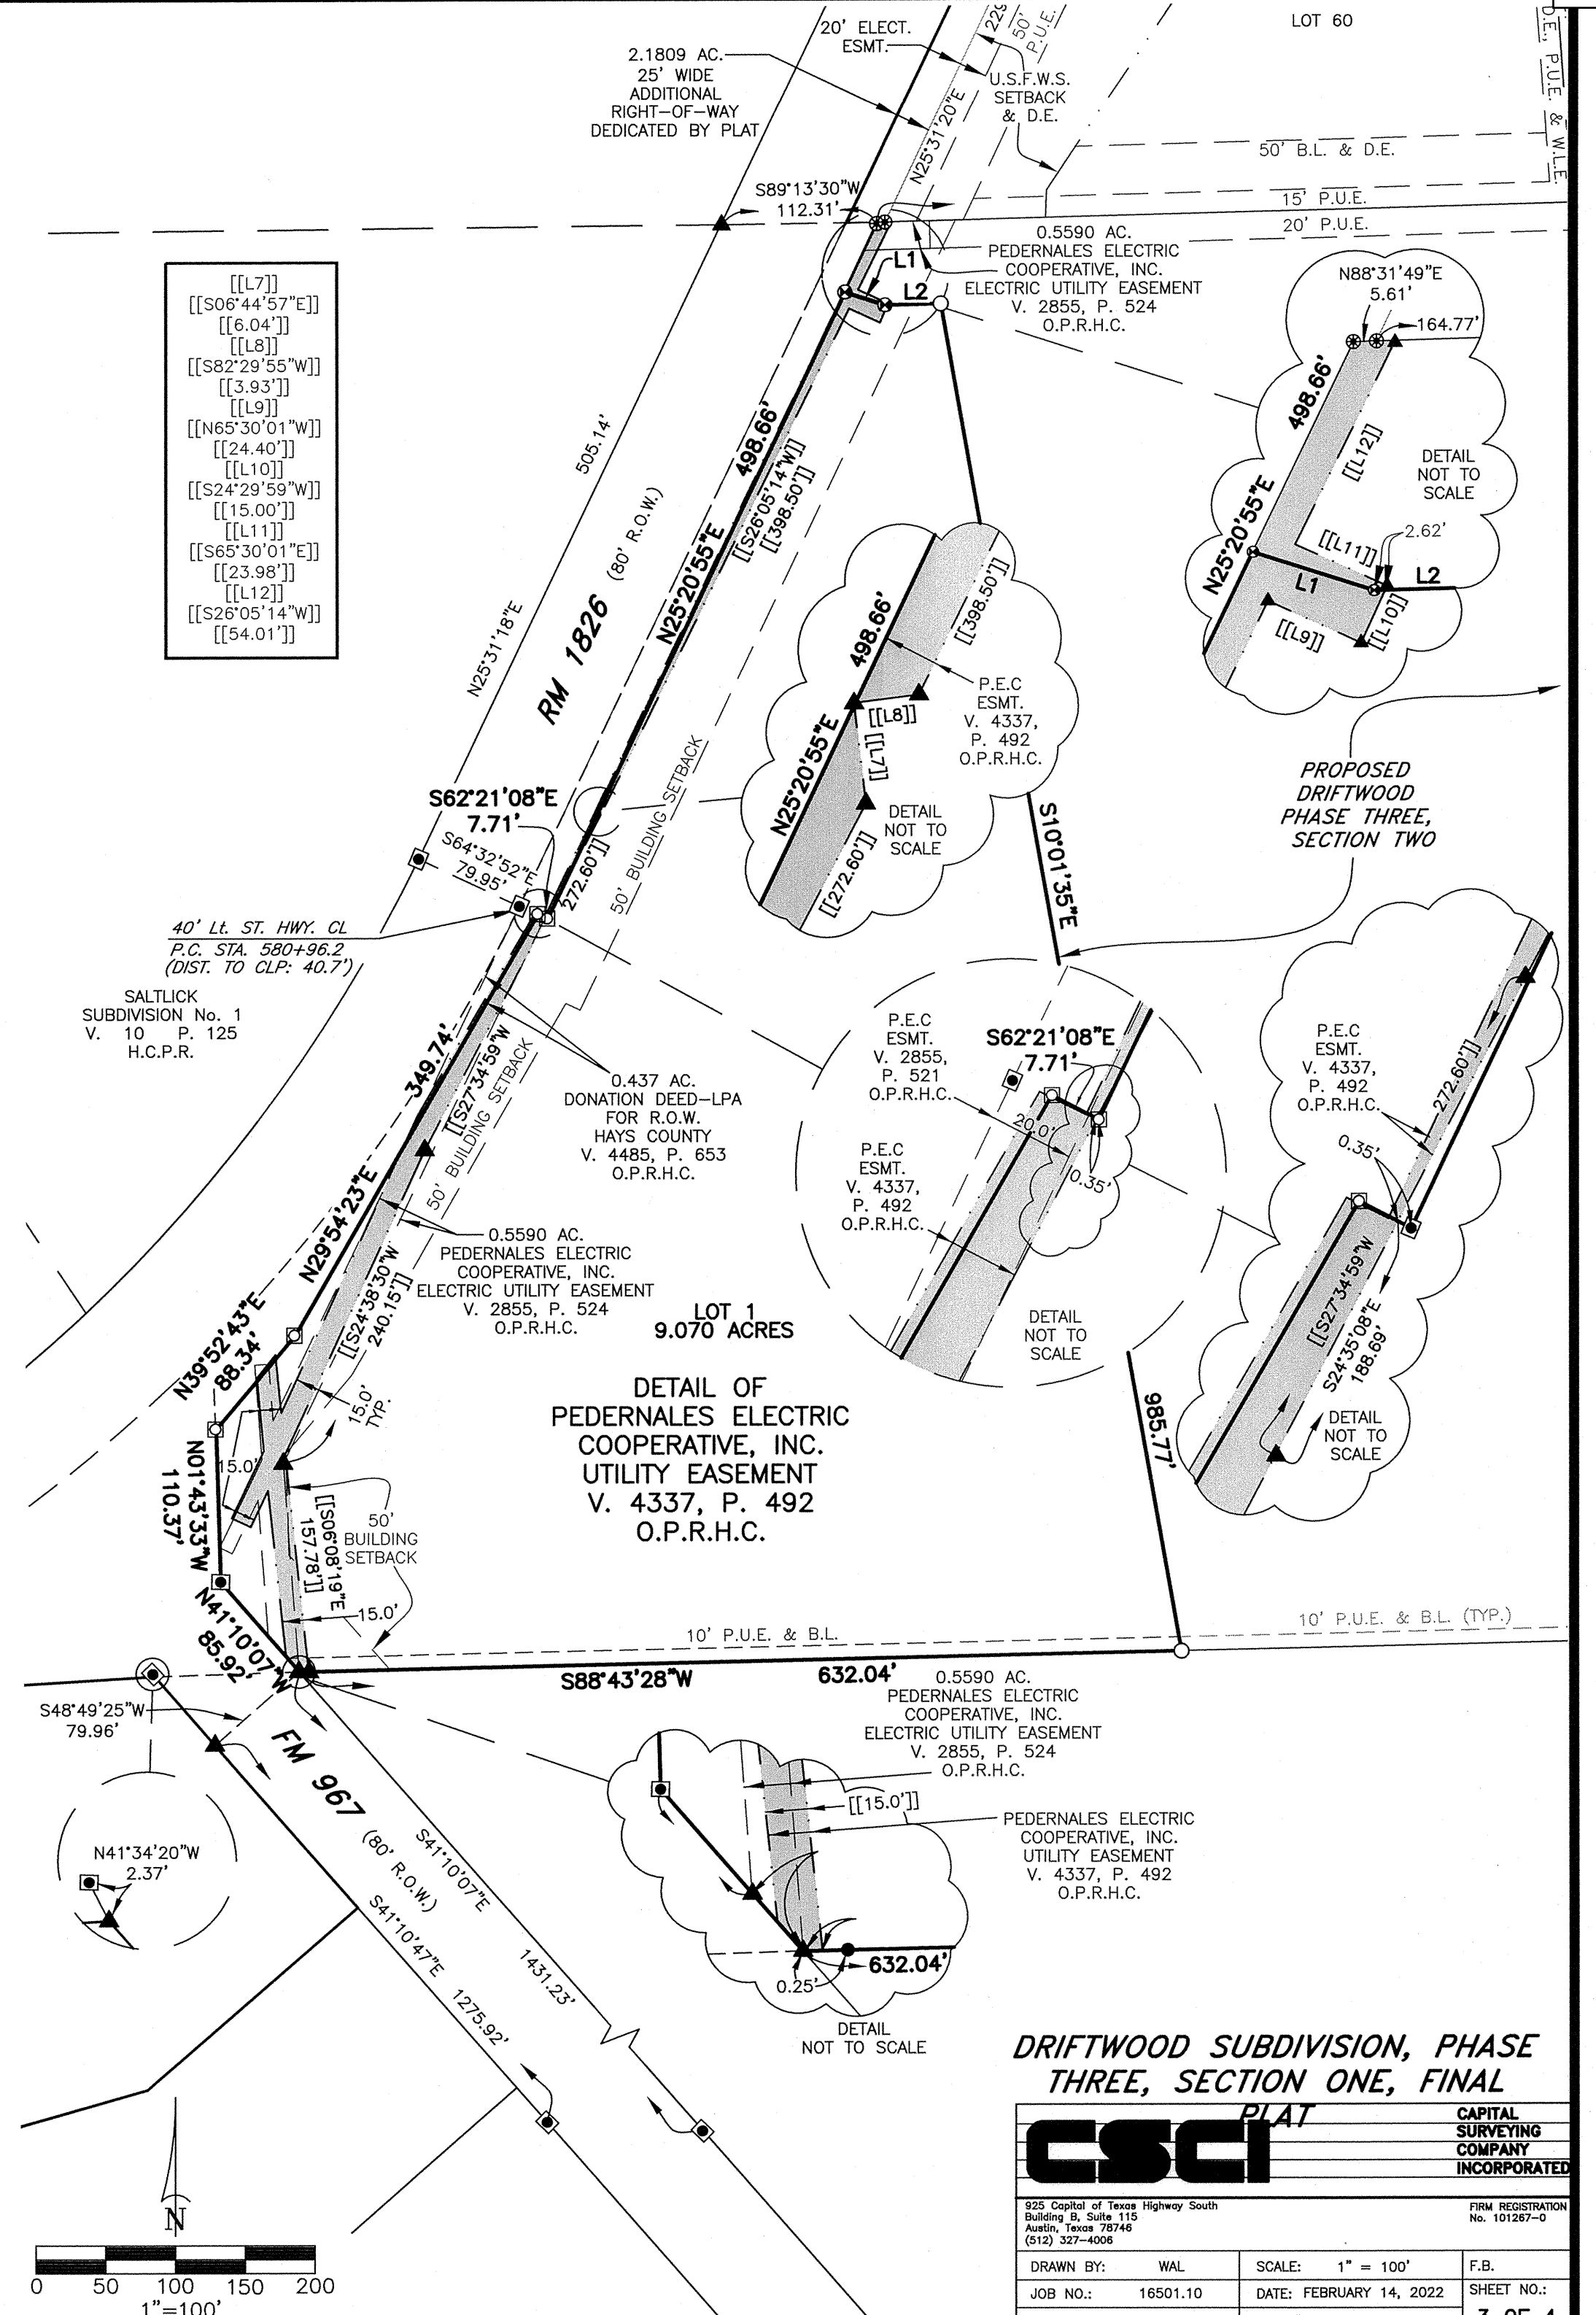 LOT 60
20' ELECT.
ESMT.
229
50'
P.U.E.
D.E., P.U.E. & W.L.E.
2.1809 AC.
25' WIDE
ADDITIONAL
RIGHT-OF-WAY
DEDICATED BY PLAT
U.S.F.W.S.
SETBACK
& D.E.
N25°31'20"E
50' B.L. & D.E.
S89°13'30"W
112.31'
15' P.U.E.
20' P.U.E.
0.5590 AC.
PEDERNALES ELECTRIC
COOPERATIVE, INC.
ELECTRIC UTILITY EASEMENT
V. 2855, P. 524
O.P.R.H.C.
L1
L2
[[L7]]
[[S06°44'57"E]]
[[6.04']]
[[L8]]
[[S82°29'55"W]]
[[3.93']]
[[L9]]
[[N65°30'01"W]]
[[24.40']]
[[L10]]
[[S24°29'59"W]]
[[15.00']]
[[L11]]
[[S65°30'01"E]]
[[23.98']]
[[L12]]
[[S26°05'14"W]]
[[54.01']]
N88°31'49"E
5.61'
164.77'
498.66'
[[L12]]
DETAIL
NOT TO
SCALE
N25°20'55"E
[[L11]]
2.62'
L1
L2
[[L9]]
[[L10]]
505.14'
N25°31'18"E
RM 1826
(80' R.O.W.)
498.66'
N25°20'55"E
[[S26°05'14"W]]
[[398.50']]
50' BUILDING SETBACK
498.66'
[[398.50']]
N25°20'55"E
[[L8]]
[[L7]]
[[272.60']]
P.E.C
ESMT.
V. 4337,
P. 492
O.P.R.H.C.
DETAIL
NOT TO
SCALE
PROPOSED
DRIFTWOOD
PHASE THREE,
SECTION TWO
S10°01'35"E
S62°21'08"E
7.71'
S64°32'52"E
79.95'
272.60']]
40' Lt. ST. HWY. CL
P.C. STA. 580+96.2
(DIST. TO CLP: 40.7')
SALTLICK
SUBDIVISION No. 1
V. 10 P. 125
H.C.P.R.
349.74'
N29°54'23"E
[[S27°34'59"W
50' BUILDING SETBACK
0.437 AC.
DONATION DEED-LPA
FOR R.O.W.
HAYS COUNTY
V. 4485, P. 653
O.P.R.H.C.
P.E.C
ESMT.
V. 2855,
P. 521
O.P.R.H.C.
S62°21'08"E
7.71'
20.0'
0.35'
P.E.C
ESMT.
V. 4337,
P. 492
O.P.R.H.C.
DETAIL
NOT TO
SCALE
P.E.C
ESMT.
V. 4337,
P. 492
O.P.R.H.C.
272.60']]
0.35'
[[S27°34'59"W
S24°35'08"E
188.69'
DETAIL
NOT TO
SCALE
0.5590 AC.
PEDERNALES ELECTRIC
COOPERATIVE, INC.
ELECTRIC UTILITY EASEMENT
V. 2855, P. 524
O.P.R.H.C.
[[S24°38'30"W
240.15']]
LOT 1
9.070 ACRES
N39°52'43"E
88.34'
15.0'
TYP.
DETAIL OF
PEDERNALES ELECTRIC
COOPERATIVE, INC.
UTILITY EASEMENT
V. 4337, P. 492
O.P.R.H.C.
985.77'
15.0'
N01°43'33"W
110.37'
[[S06°08'19"E
157.78']]
50'
BUILDING
SETBACK
15.0'
N41°10'07"W
85.92'
10' P.U.E. & B.L.
10' P.U.E. & B.L. (TYP.)
S88°43'28"W
632.04'
S48°49'25"W
79.96'
FM 967
(80' R.O.W.)
S41°10'07"E
1431.23'
S41°10'47"E
1275.92'
N41°34'20"W
2.37'
0.5590 AC.
PEDERNALES ELECTRIC
COOPERATIVE, INC.
ELECTRIC UTILITY EASEMENT
V. 2855, P. 524
O.P.R.H.C.
[[15.0']]
PEDERNALES ELECTRIC
COOPERATIVE, INC.
UTILITY EASEMENT
V. 4337, P. 492
O.P.R.H.C.
632.04'
0.25'
DETAIL
NOT TO SCALE
N
0 50 100 150 200
1"=100'
DRIFTWOOD SUBDIVISION, PHASE
THREE, SECTION ONE, FINAL
PLAT
CSCI
CAPITAL
SURVEYING
COMPANY
INCORPORATED
925 Capital of Texas Highway South
Building B, Suite 115
Austin, Texas 78746
(512) 327-4006
FIRM REGISTRATION
No. 101267-0
DRAWN BY: WAL
SCALE: 1" = 100'
F.B.
JOB NO.: 16501.10
DATE: FEBRUARY 14, 2022
SHEET NO.:
3 OF 4